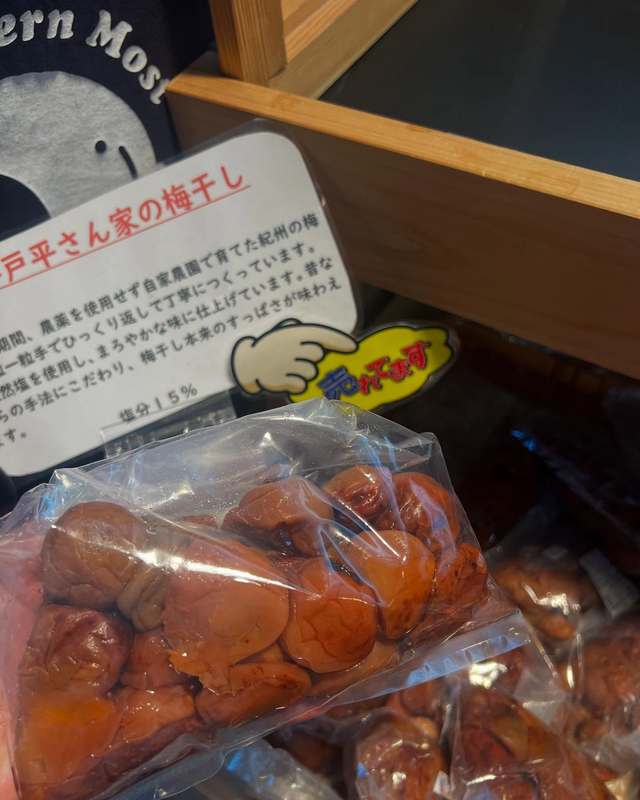 ern Most
戸平さん家の梅干し
期間、農薬を使用せず自家農園で育てた紀州の梅
一粒手でひっくり返して丁寧につくっています。
然塩を使用し、まろやかな味に仕上げています。昔な
らの手法にこだわり、梅干し本来のすっぱさが味わえ
ます。
塩分15%
売れてます